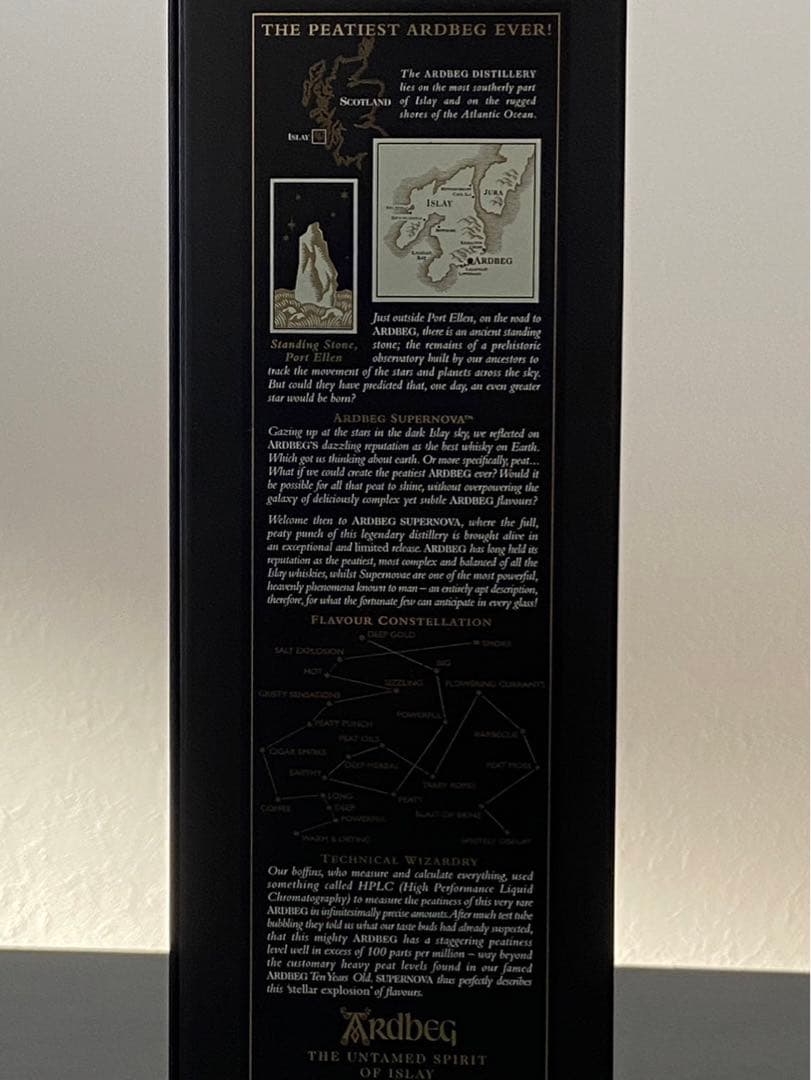 THE PEATIEST ARDBEG EVER!
The ARDBEG DISTILLERY
lies on the most southerly part
of Islay and on the rugged
shores of the Atlantic Ocean.
SCOTLAND
ISLAY
ISLAY
JURA
ARDBEG
Standing Stone,
Port Ellen
Just outside Port Ellen, on the road to
ARDBEG, there is an ancient standing
stone; the remains of a prehistoric
observatory built by our ancestors to
track the movement of the stars and planets across the sky.
But could they have predicted that, one day, an even greater
star would be born?
ARDBEG SUPERNOVA™
Gazing up at the stars in the dark Islay sky, we reflected on
ARDBEG'S dazzling reputation as the best whisky on Earth.
Which got us thinking about earth. Or more specifically, peat...
What if we could create the peatiest ARDBEG ever? Would it
be possible for all that peat to shine, without overpowering the
galaxy of deliciously complex yet subtle ARDBEG flavours?
Welcome then to ARDBEG SUPERNOVA, where the full,
peaty punch of this legendary distillery is brought alive in
an exceptional and limited release. ARDBEG has long held its
reputation as the peatiest, most complex and balanced of all the
Islay whiskies, whilst Supernovae are one of the most powerful,
heavenly phenomena known to man – an entirely apt description,
therefore, for what the fortunate few can anticipate in every glass!
FLAVOUR CONSTELLATION
DEEP GOLD
SMOKE
SALT EXPLOSION
BIG
HOT
SIZZLING
FLOWERING CURRANTS
GUSTY SENSATIONS
POWERFUL
PEATY PUNCH
BARBECUE
PEAT OILS
CIGAR SMOKE
DEEP HERBAL
PEAT MOSS
EARTHY
COFFEE
LONG
DEEP
PEATY
POWERFUL
WARM & LASTING
TECHNICAL WIZARDRY
Our boffins, who measure and calculate everything, used
something called HPLC (High Performance Liquid
Chromatography) to measure the peatiness of this very rare
ARDBEG in infinitesimally precise amounts. After much test tube
bubbling they told us what our taste buds had already suspected,
that this mighty ARDBEG has a staggering peatiness
level well in excess of 100 parts per million – way beyond
the customary heavy peat levels found in our famed
ARDBEG Ten Years Old. SUPERNOVA thus perfectly describes
this 'stellar explosion' of flavours.
ARDBEG
THE UNTAMED SPIRIT
OF ISLAY